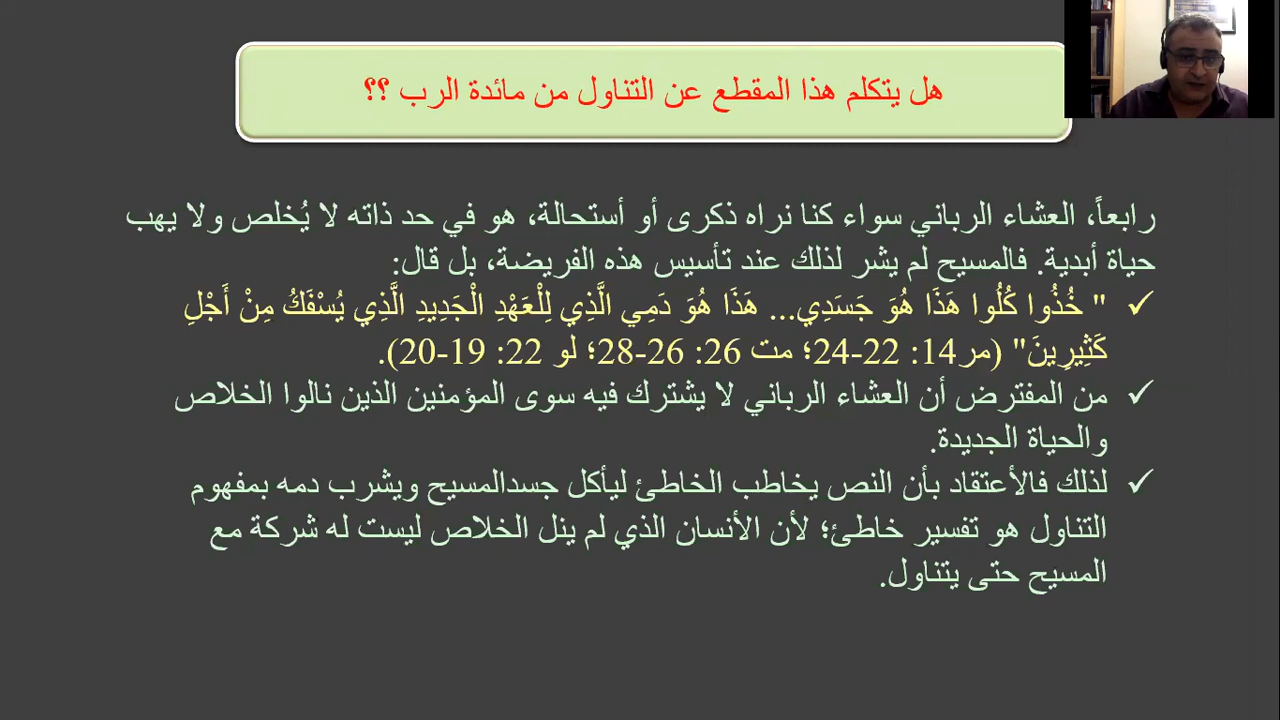 هل يتكلم هذا المقطع عن التناول من مائدة الرب ؟؟
رابعاً، العشاء الرباني سواء كنا نراه ذكرى أو أستحالة، هو في حد ذاته لا يُخلص ولا يهب
حياة أبدية. فالمسيح لم يشر لذلك عند تأسيس هذه الفريضة، بل قال:
✓ " خُذُوا كُلُوا هَذَا هُوَ جَسَدِي... هَذَا هُوَ دَمِي الَّذِي لِلْعَهْدِ الْجَدِيدِ الَّذِي يُسْفَكُ مِنْ أَجْلِ
كَثِيرِينَ" (مر14: 22-24؛ مت 26: 26-28؛ لو 22: 19-20).
✓ من المفترض أن العشاء الرباني لا يشترك فيه سوى المؤمنين الذين نالوا الخلاص
والحياة الجديدة.
✓ لذلك فالأعتقاد بأن النص يخاطب الخاطئ ليأكل جسدالمسيح ويشرب دمه بمفهوم
التناول هو تفسير خاطئ؛ لأن الأنسان الذي لم ينل الخلاص ليست له شركة مع
المسيح حتى يتناول.